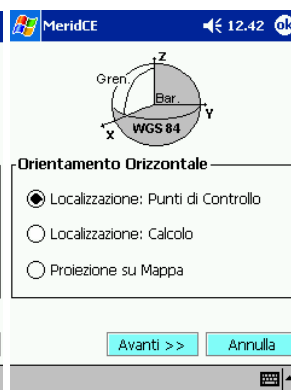 MeridCE 12.42 ok
Z
Gren.
Bar.
Y
X
WGS 84
Orientamento Orizzontale
Localizzazione: Punti di Controllo
Localizzazione: Calcolo
Proiezione su Mappa
Avanti >> Annulla